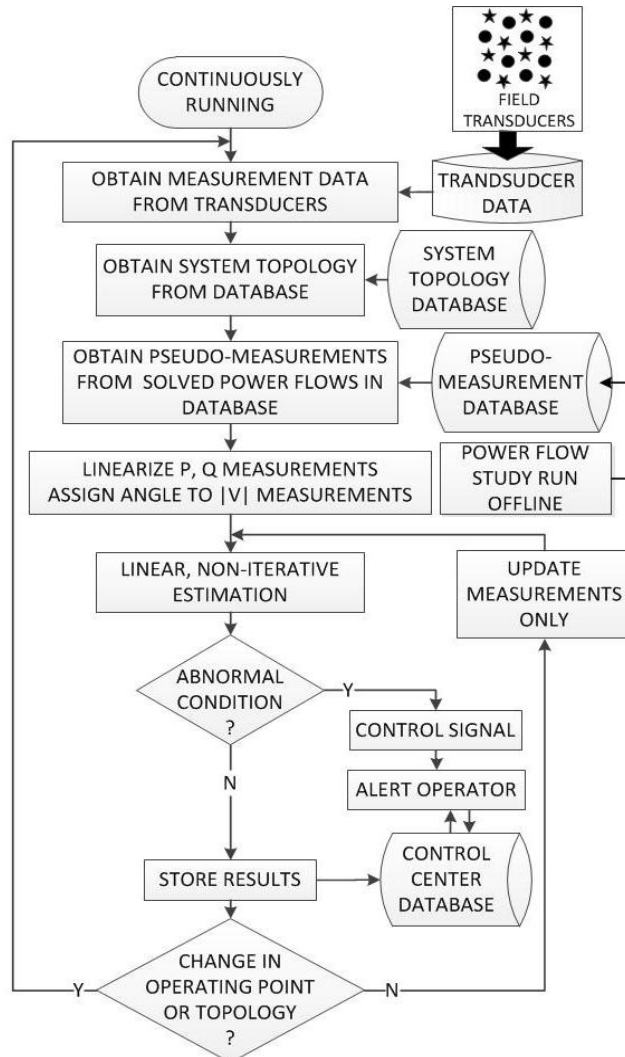 CONTINUOUSLY
RUNNING
FIELD
TRANSDUCERS
OBTAIN MEASUREMENT DATA
FROM TRANSDUCERS
TRANDSUDCER
DATA
OBTAIN SYSTEM TOPOLOGY
FROM DATABASE
SYSTEM
TOPOLOGY
DATABASE
OBTAIN PSEUDO-MEASUREMENTS
FROM SOLVED POWER FLOWS IN
DATABASE
PSEUDO-
MEASUREMENT
DATABASE
LINEARIZE P, Q MEASUREMENTS
ASSIGN ANGLE TO |V| MEASUREMENTS
POWER FLOW
STUDY RUN
OFFLINE
LINEAR, NON-ITERATIVE
ESTIMATION
UPDATE
MEASUREMENTS
ONLY
ABNORMAL
CONDITION
?
Y
CONTROL SIGNAL
N
ALERT OPERATOR
STORE RESULTS
CONTROL
CENTER
DATABASE
Y
CHANGE IN
OPERATING POINT
OR TOPOLOGY
?
N